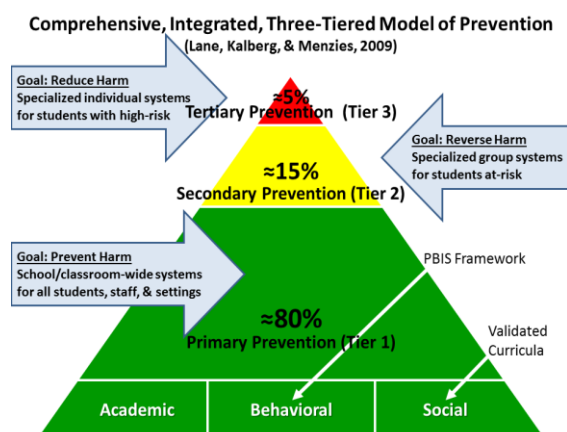 Comprehensive, Integrated, Three-Tiered Model of Prevention
(Lane, Kalberg, & Menzies, 2009)
Goal: Reduce Harm
Specialized individual systems
for students with high-risk
≈5%
Tertiary Prevention (Tier 3)
Goal: Reverse Harm
Specialized group systems
for students at-risk
≈15%
Secondary Prevention (Tier 2)
Goal: Prevent Harm
School/classroom-wide systems
for all students, staff, & settings
PBIS Framework
≈80%
Primary Prevention (Tier 1)
Validated
Curricula
Academic
Behavioral
Social